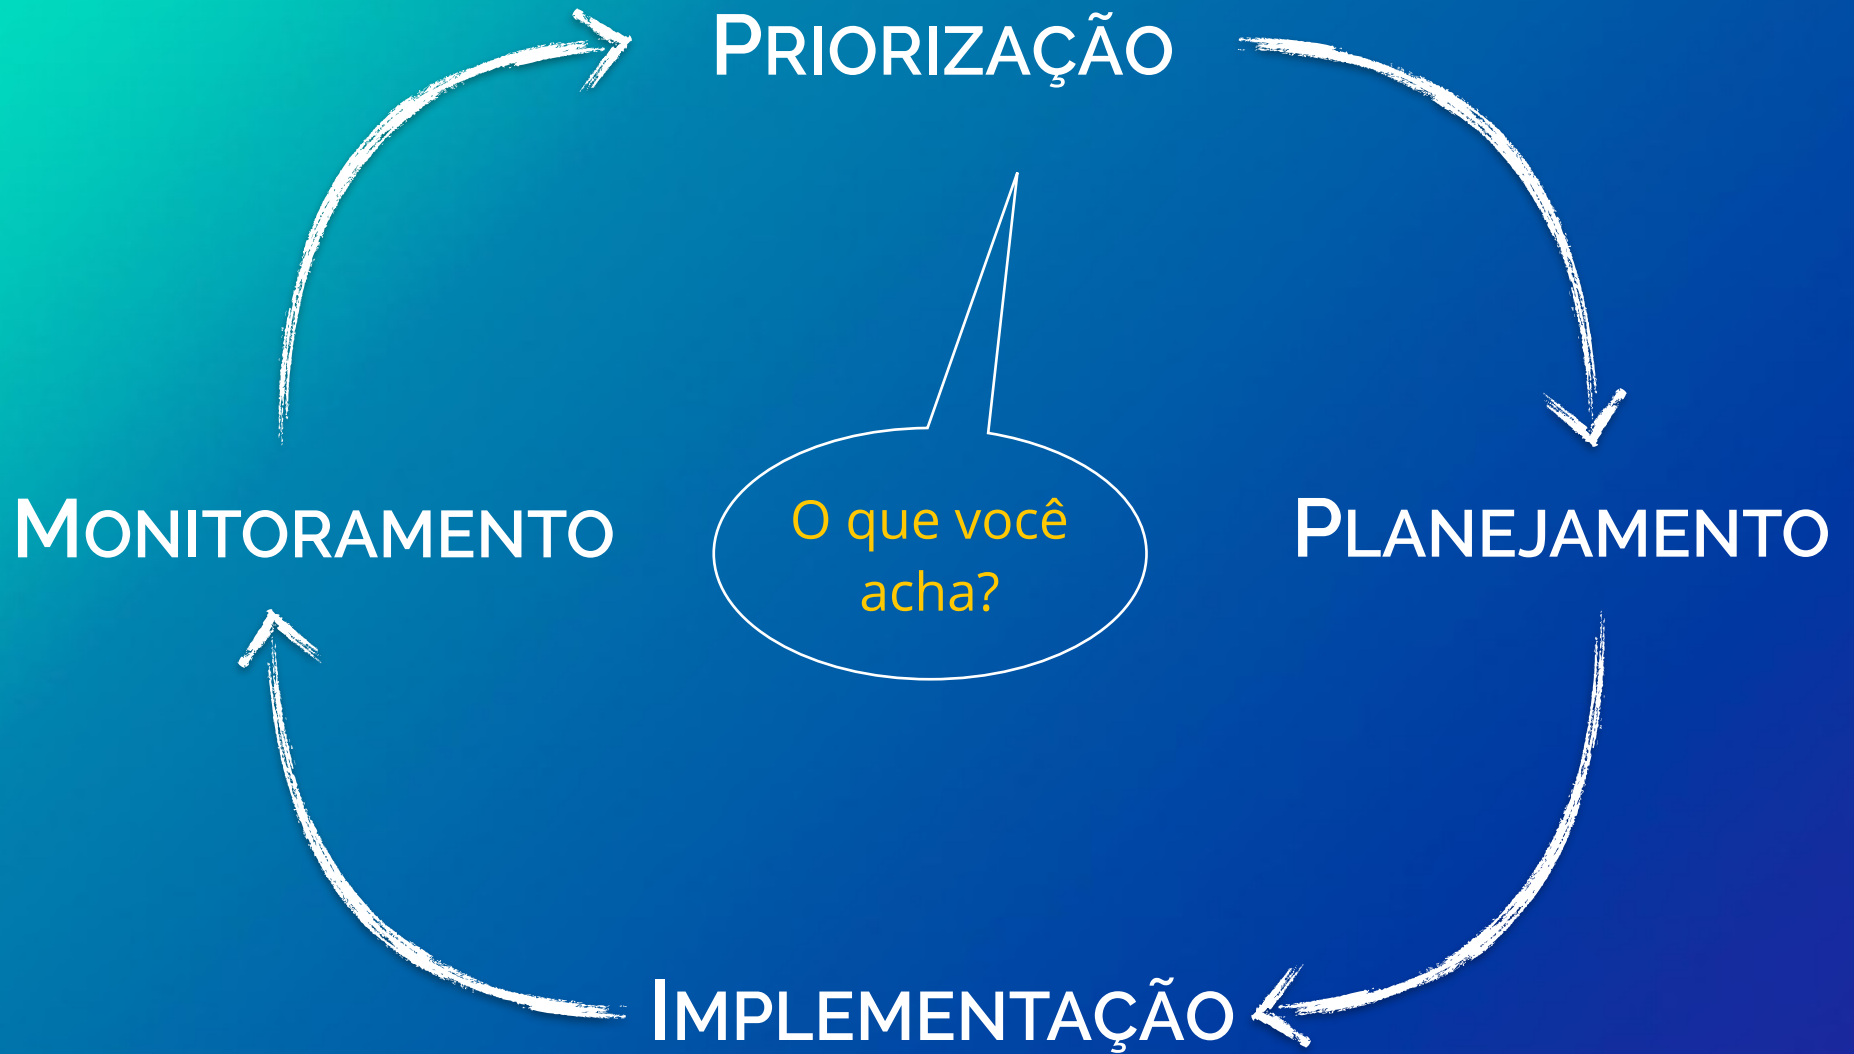 PRIORIZAÇÃO
MONITORAMENTO
O que você
acha?
PLANEJAMENTO
IMPLEMENTAÇÃO